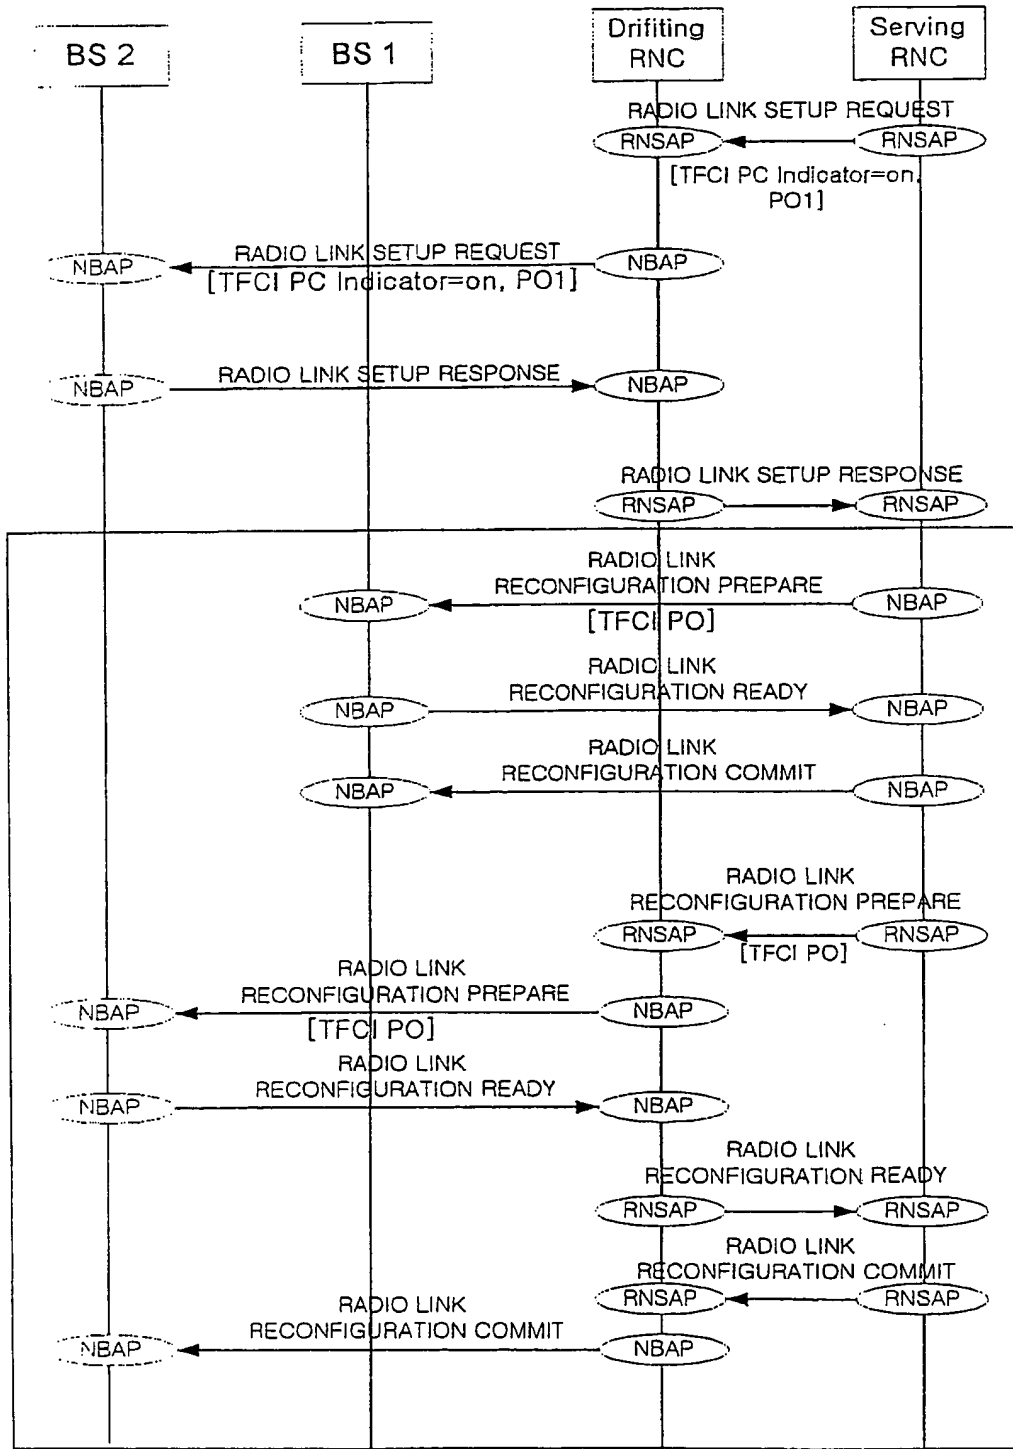 BS 2
BS 1
Drifiting
RNC
Serving
RNC
RADIO LINK SETUP REQUEST
RNSAP
RNSAP
[TFCI PC Indicator=on,
PO1]
RADIO LINK SETUP REQUEST
NBAP
NBAP
[TFCI PC Indicator=on, PO1]
RADIO LINK SETUP RESPONSE
NBAP
NBAP
RADIO LINK SETUP RESPONSE
RNSAP
RNSAP
RADIO LINK
RECONFIGURATION PREPARE
NBAP
NBAP
[TFCI PO]
RADIO LINK
RECONFIGURATION READY
NBAP
NBAP
RADIO LINK
RECONFIGURATION COMMIT
NBAP
NBAP
RADIO LINK
RECONFIGURATION PREPARE
RNSAP
RNSAP
[TFCI PO]
RADIO LINK
RECONFIGURATION PREPARE
NBAP
NBAP
[TFCI PO]
RADIO LINK
RECONFIGURATION READY
NBAP
NBAP
RADIO LINK
RECONFIGURATION READY
RNSAP
RNSAP
RADIO LINK
RECONFIGURATION COMMIT
RNSAP
RNSAP
RADIO LINK
RECONFIGURATION COMMIT
NBAP
NBAP